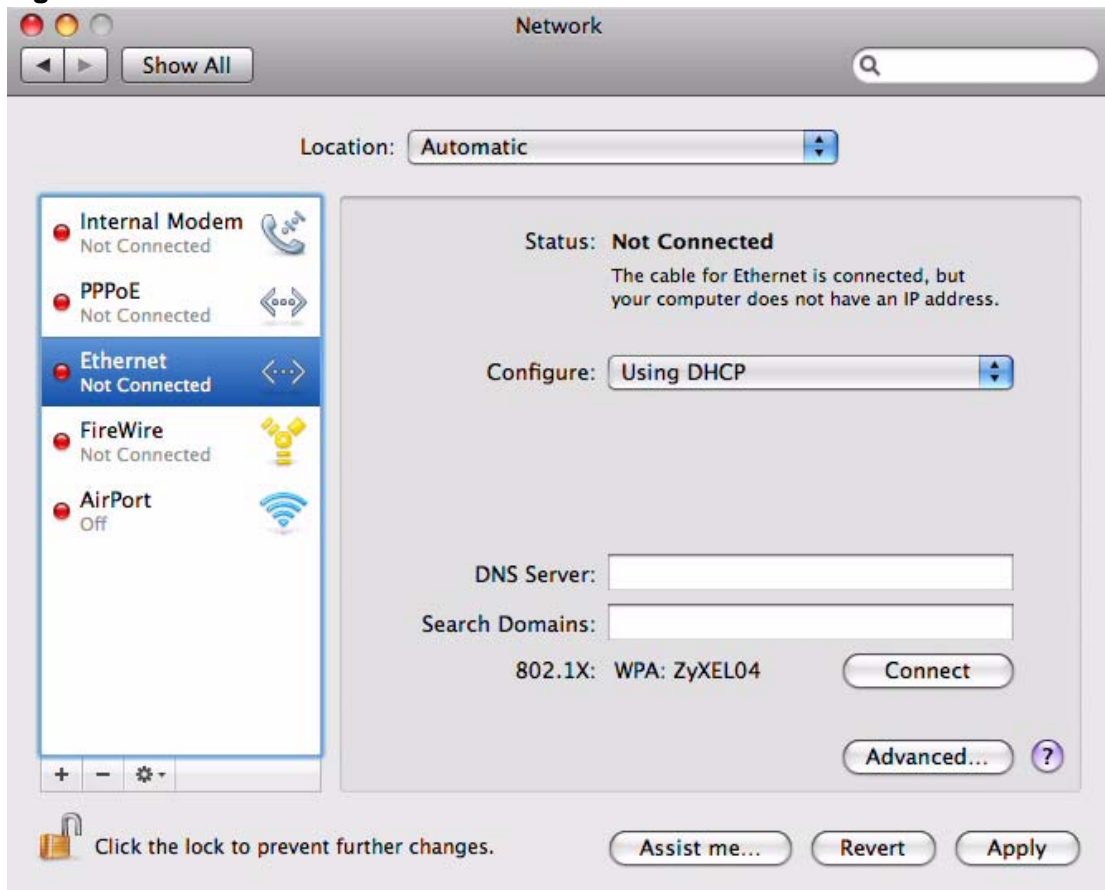 Network
Show All
Location: Automatic
Internal Modem
Not Connected
PPPoE
Not Connected
Ethernet
Not Connected
FireWire
Not Connected
AirPort
Off
Status: Not Connected
The cable for Ethernet is connected, but
your computer does not have an IP address.
Configure: Using DHCP
DNS Server:
Search Domains:
802.1X: WPA: ZyXEL04 Connect
Advanced... ?
Click the lock to prevent further changes.
Assist me... Revert Apply